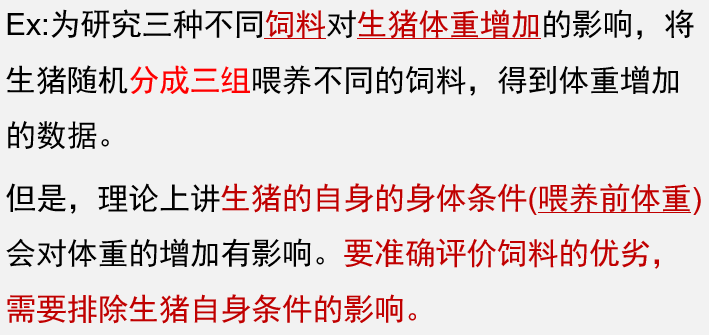 Ex:为研究三种不同饲料对生猪体重增加的影响，将
生猪随机分成三组喂养不同的饲料，得到体重增加
的数据。
但是，理论上讲生猪的自身的身体条件(喂养前体重)
会对体重的增加有影响。要准确评价饲料的优劣，
需要排除生猪自身条件的影响。